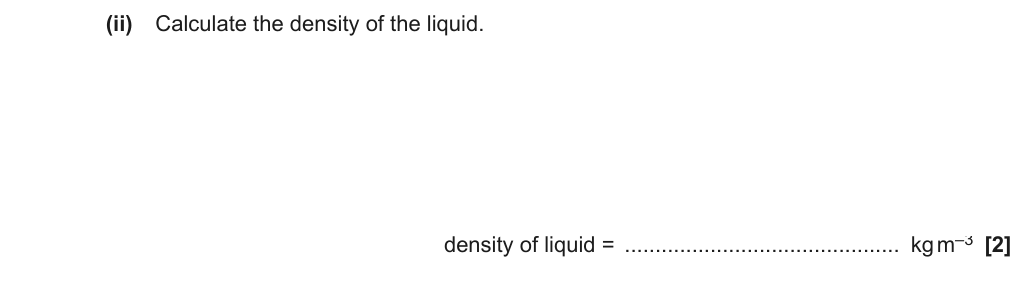 (ii) Calculate the density of the liquid.
density of liquid = ............................................. kg m⁻³ [2]